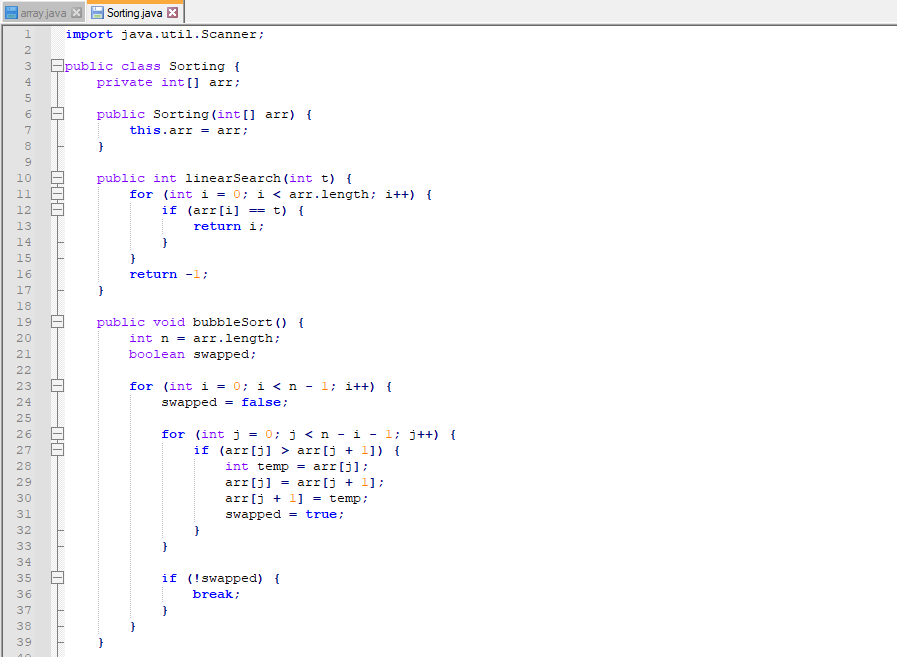 array.java Sorting.java
1 import java.util.Scanner;
2
3 public class Sorting {
4     private int[] arr;
5
6     public Sorting(int[] arr) {
7         this.arr = arr;
8     }
9
10     public int linearSearch(int t) {
11         for (int i = 0; i < arr.length; i++) {
12             if (arr[i] == t) {
13                 return i;
14             }
15         }
16         return -1;
17     }
18
19     public void bubbleSort() {
20         int n = arr.length;
21         boolean swapped;
22
23         for (int i = 0; i < n - 1; i++) {
24             swapped = false;
25
26             for (int j = 0; j < n - i - 1; j++) {
27                 if (arr[j] > arr[j + 1]) {
28                     int temp = arr[j];
29                     arr[j] = arr[j + 1];
30                     arr[j + 1] = temp;
31                     swapped = true;
32                 }
33             }
34
35             if (!swapped) {
36                 break;
37             }
38         }
39     }